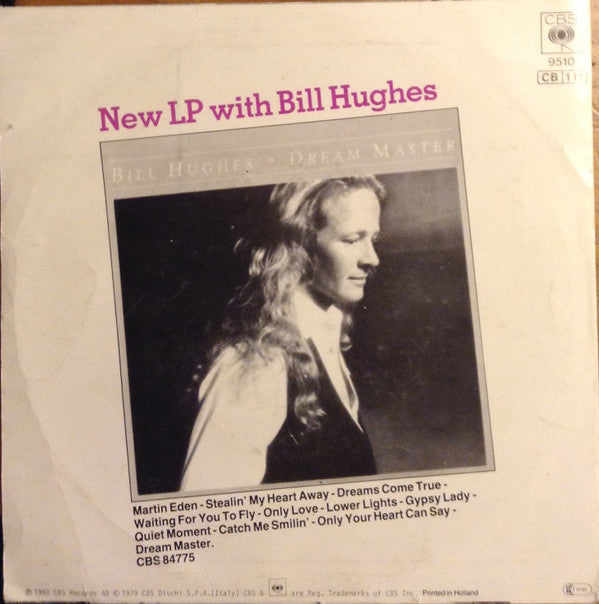 CBS
9510
CB 11
New LP with Bill Hughes
BILL HUGHES DREAM MASTER
Martin Eden - Stealin' My Heart Away - Dreams Come True -
Waiting For You To Fly - Only Love - Lower Lights - Gypsy Lady -
Quiet Moment - Catch Me Smilin' - Only Your Heart Can Say -
Dream Master.
CBS 84775
℗ 1980 CBS Records AB © 1979 CBS Dischi S.P.A.(Italy) CBS & are Reg. Trademarks of CBS Inc. Printed in Holland